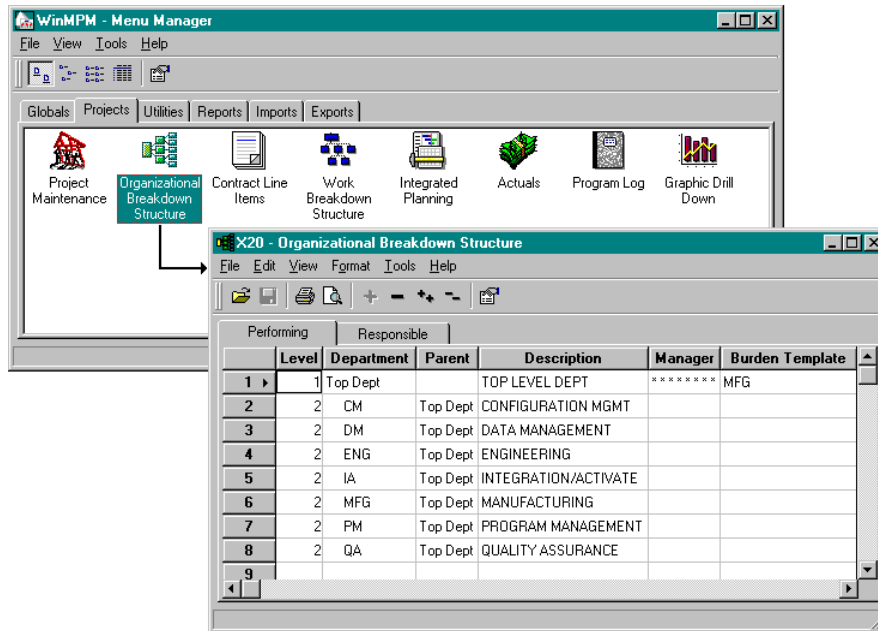 WinMPM - Menu Manager
File View Tools Help
Globals Projects Utilities Reports Imports Exports
Project Maintenance
Organizational Breakdown Structure
Contract Line Items
Work Breakdown Structure
Integrated Planning
Actuals
Program Log
Graphic Drill Down
X20 - Organizational Breakdown Structure
File Edit View Format Tools Help
Performing Responsible
Level Department Parent Description Manager Burden Template
1 1 Top Dept TOP LEVEL DEPT ******** MFG
2 2 CM Top Dept CONFIGURATION MGMT
3 2 DM Top Dept DATA MANAGEMENT
4 2 ENG Top Dept ENGINEERING
5 2 IA Top Dept INTEGRATION/ACTIVATE
6 2 MFG Top Dept MANUFACTURING
7 2 PM Top Dept PROGRAM MANAGEMENT
8 2 QA Top Dept QUALITY ASSURANCE
9